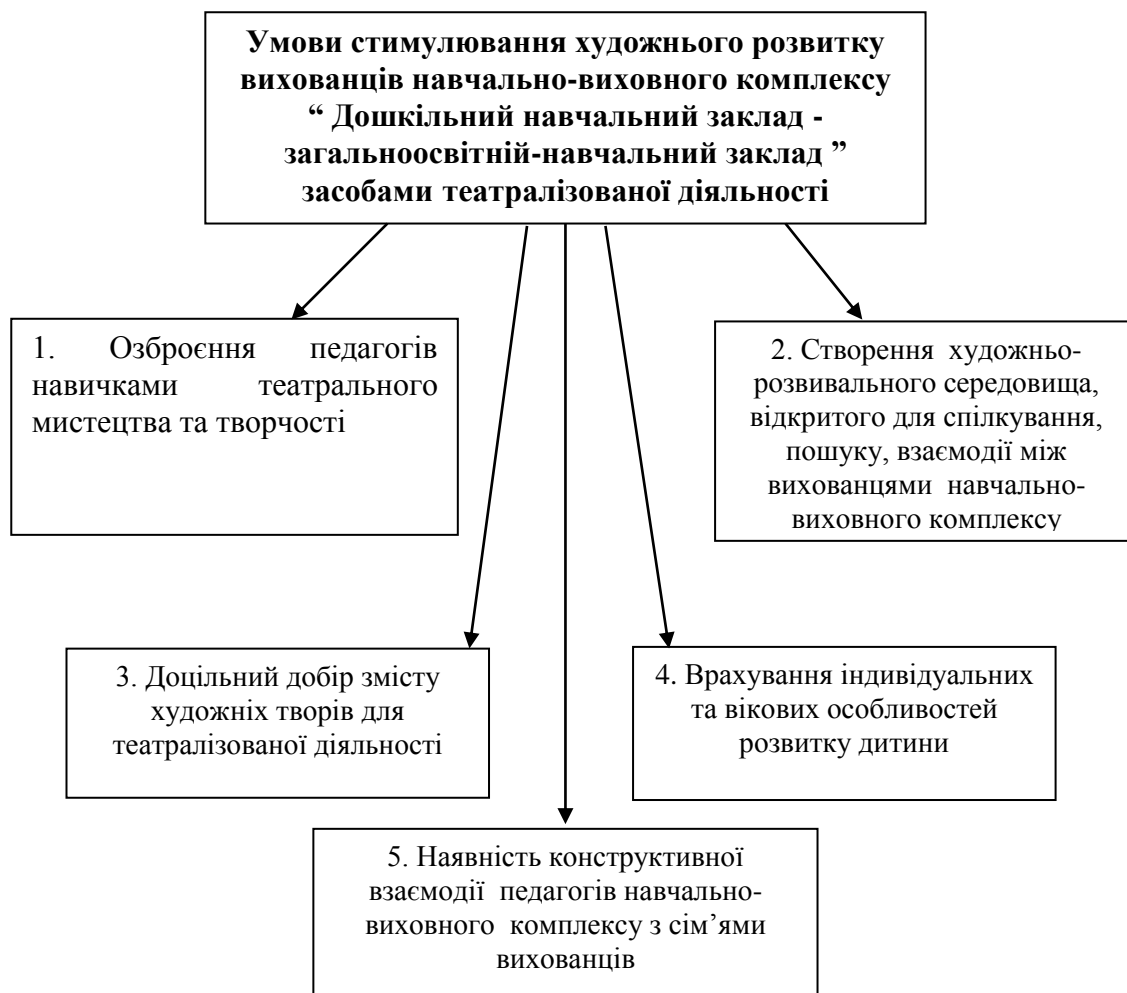 Умови стимулювання художнього розвитку
вихованців навчально-виховного комплексу
“ Дошкільний навчальний заклад -
загальноосвітній-навчальний заклад ”
засобами театралізованої діяльності
1. Озброєння педагогів
навичками театрального
мистецтва та творчості
2. Створення художньо-
розвивального середовища,
відкритого для спілкування,
пошуку, взаємодії між
вихованцями навчально-
виховного комплексу
3. Доцільний добір змісту
художніх творів для
театралізованої діяльності
4. Врахування індивідуальних
та вікових особливостей
розвитку дитини
5. Наявність конструктивної
взаємодії педагогів навчально-
виховного комплексу з сім’ями
вихованців